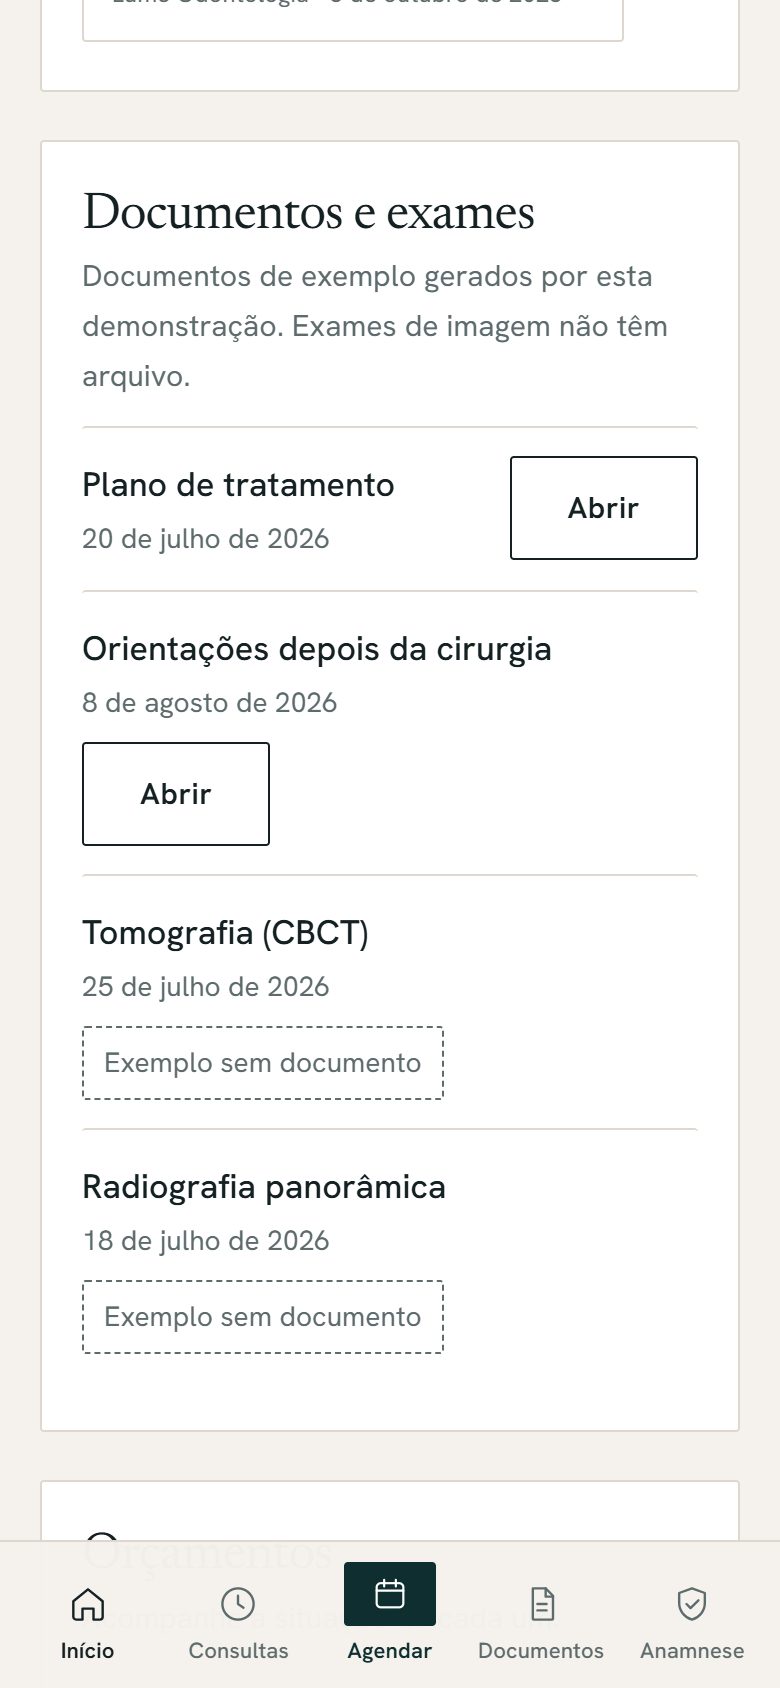 Documentos e exames
Documentos de exemplo gerados por esta
demonstração. Exames de imagem não têm
arquivo.
Plano de tratamento
Abrir
20 de julho de 2026
Orientações depois da cirurgia
8 de agosto de 2026
Abrir
Tomografia (CBCT)
25 de julho de 2026
Exemplo sem documento
Radiografia panorâmica
18 de julho de 2026
Exemplo sem documento
Orçamentos
Início
Consultas
Agendar
Documentos
Anamnese